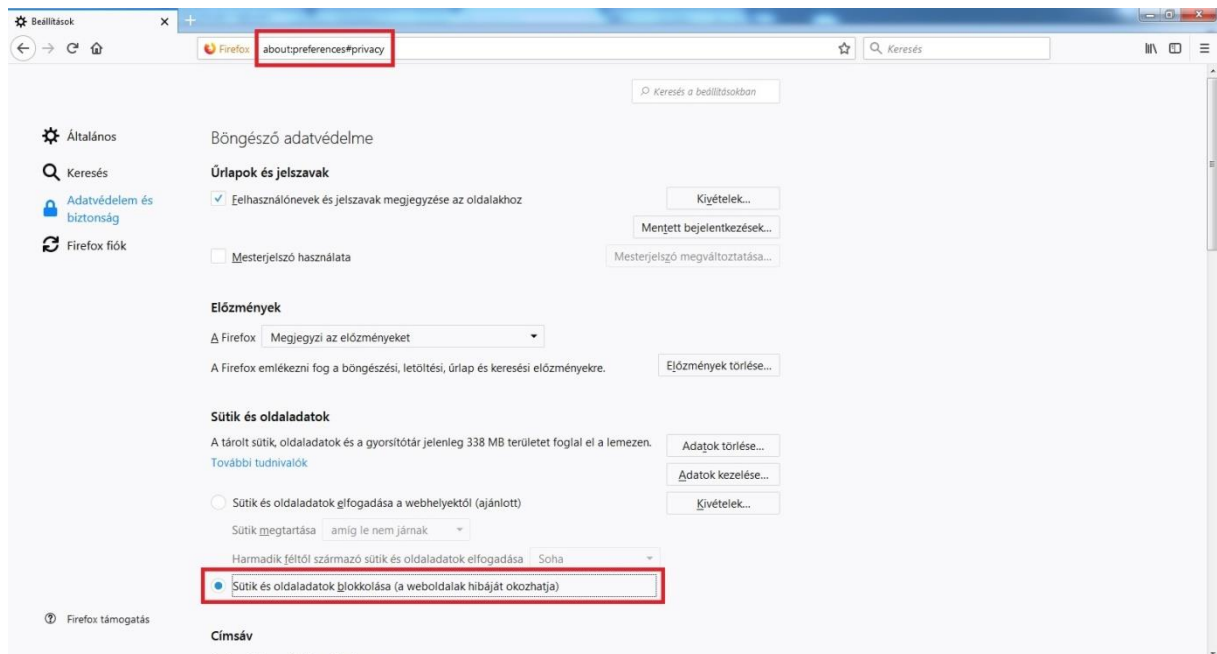 Beállítások
Firefox about:preferences#privacy
Keresés
Keresés a beállításokban
Általános
Keresés
Adatvédelem és
biztonság
Firefox fiók
Firefox támogatás
Böngésző adatvédelme
Űrlapok és jelszavak
Felhasználónevek és jelszavak megjegyzése az oldalakhoz
Kivételek...
Mentett bejelentkezések...
Mesterjelszó használata
Mesterjelszó megváltoztatása...
Előzmények
A Firefox Megjegyzi az előzményeket
A Firefox emlékezni fog a böngészési, letöltési, űrlap és keresési előzményekre.
Előzmények törlése...
Sütik és oldaladatok
A tárolt sütik, oldaladatok és a gyorsítótár jelenleg 338 MB területet foglal el a lemezen.
Adatok törlése...
További tudnivalók
Adatok kezelése...
Sütik és oldaladatok elfogadása a webhelyektől (ajánlott)
Kivételek...
Sütik megtartása amíg le nem járnak
Harmadik féltől származó sütik és oldaladatok elfogadása Soha
Sütik és oldaladatok blokkolása (a weboldalak hibáját okozhatja)
Címsáv